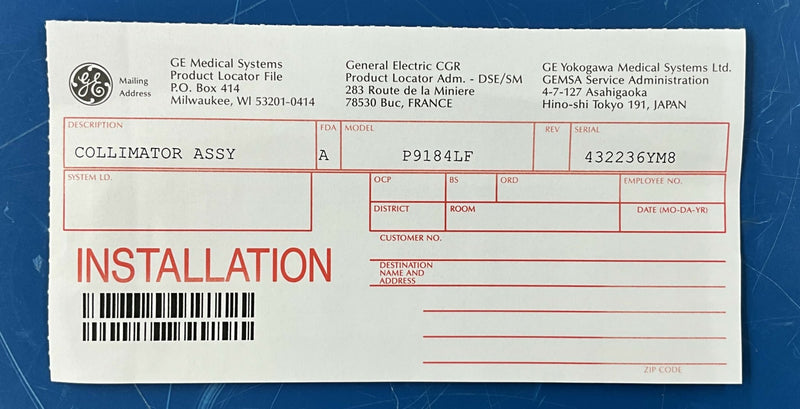 GE
Mailing
Address
GE Medical Systems
Product Locator File
P.O. Box 414
Milwaukee, WI 53201-0414
General Electric CGR
Product Locator Adm. - DSE/SM
283 Route de la Miniere
78530 Buc, FRANCE
GE Yokogawa Medical Systems Ltd.
GEMSA Service Administration
4-7-127 Asahigaoka
Hino-shi Tokyo 191, JAPAN
DESCRIPTION FDA MODEL REV SERIAL
COLLIMATOR ASSY A P9184LF 432236YM8
SYSTEM I.D. OCP BS ORD EMPLOYEE NO.
DISTRICT ROOM DATE (MO-DA-YR)
CUSTOMER NO.
INSTALLATION
DESTINATION
NAME AND
ADDRESS
ZIP CODE